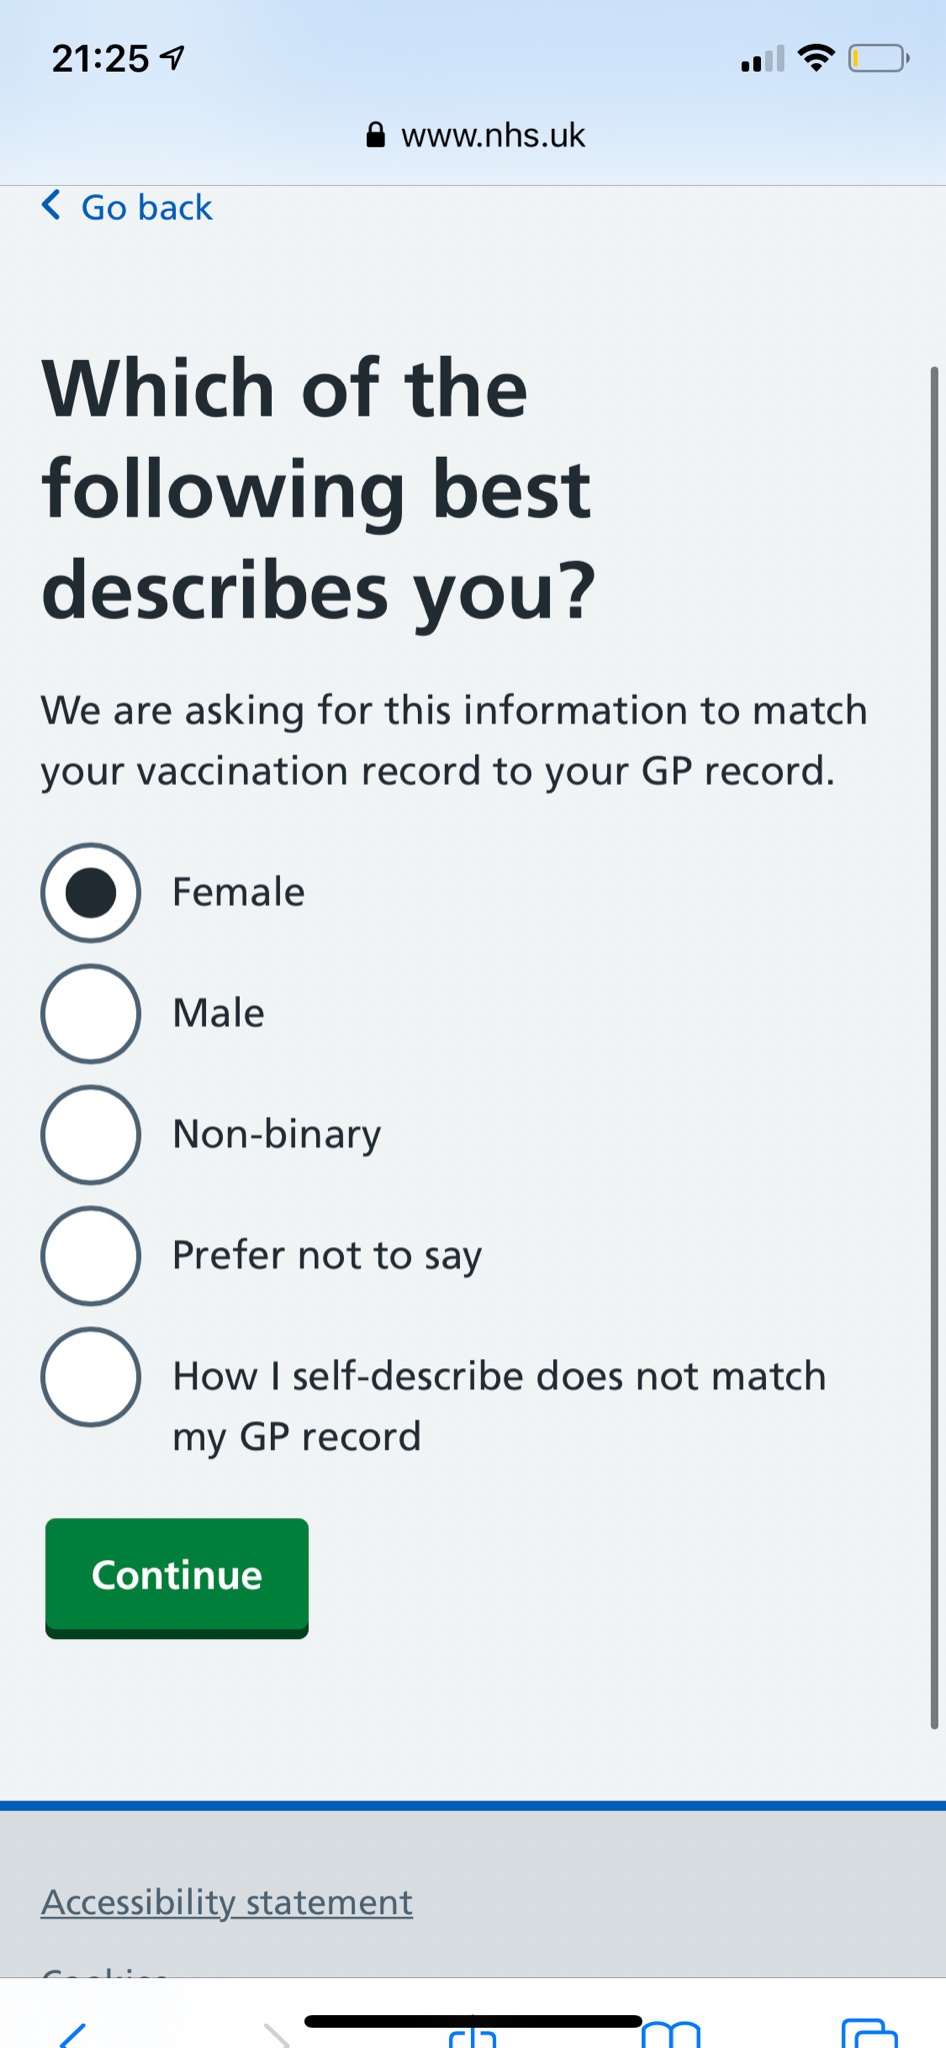 21:25
www.nhs.uk
Go back
Which of the
following best
describes you?
We are asking for this information to match
your vaccination record to your GP record.
Female
Male
Non-binary
Prefer not to say
How I self-describe does not match
my GP record
Continue
Accessibility statement
Cookies